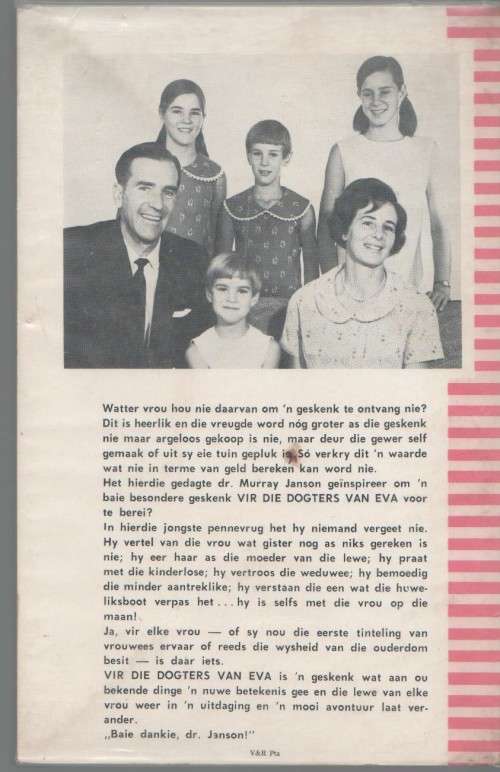 Watter vrou hou nie daarvan om 'n geskenk te ontvang nie?
Dit is heerlik en die vreugde word nóg groter as die geskenk
nie maar argeloos gekoop is nie, maar deur die gewer self
gemaak of uit sy eie tuin gepluk is. Só verkry dit 'n waarde
wat nie in terme van geld bereken kan word nie.
Het hierdie gedagte dr. Murray Janson geïnspireer om 'n
baie besondere geskenk VIR DIE DOGTERS VAN EVA voor
te berei?
In hierdie jongste pennevrug het hy niemand vergeet nie.
Hy vertel van die vrou wat gister nog as niks gereken is
nie; hy eer haar as die moeder van die lewe; hy praat
met die kinderlose; hy vertroos die weduwee; hy bemoedig
die minder aantreklike; hy verstaan die een wat die huwe-
liksboot verpas het . . . hy is selfs met die vrou op die
maan!
Ja, vir elke vrou — of sy nou die eerste tinteling van
vrouwees ervaar of reeds die wysheid van die ouderdom
besit — is daar iets.
VIR DIE DOGTERS VAN EVA is 'n geskenk wat aan ou
bekende dinge 'n nuwe betekenis gee en die lewe van elke
vrou weer in 'n uitdaging en 'n mooi avontuur laat ver-
ander.
„Baie dankie, dr. Janson!"
V&R Pta